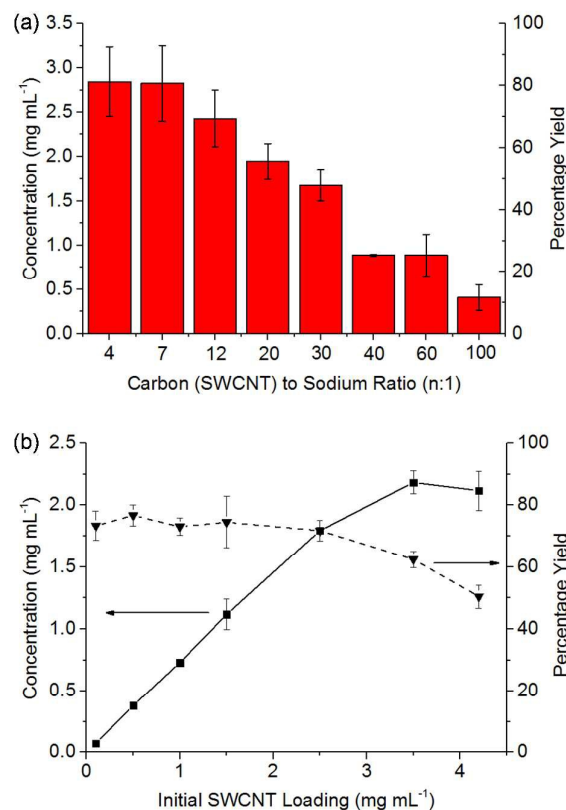 (a)
3.5
3.0
2.5
2.0
1.5
1.0
0.5
0.0
Concentration (mg mL-1)
100
80
60
40
20
0
Percentage Yield
4 7 12 20 30 40 60 100
Carbon (SWCNT) to Sodium Ratio (n:1)
(b)
2.5
2.0
1.5
1.0
0.5
0.0
Concentration (mg mL-1)
100
80
60
40
20
0
Percentage Yield
0 1 2 3 4
Initial SWCNT Loading (mg mL-1)